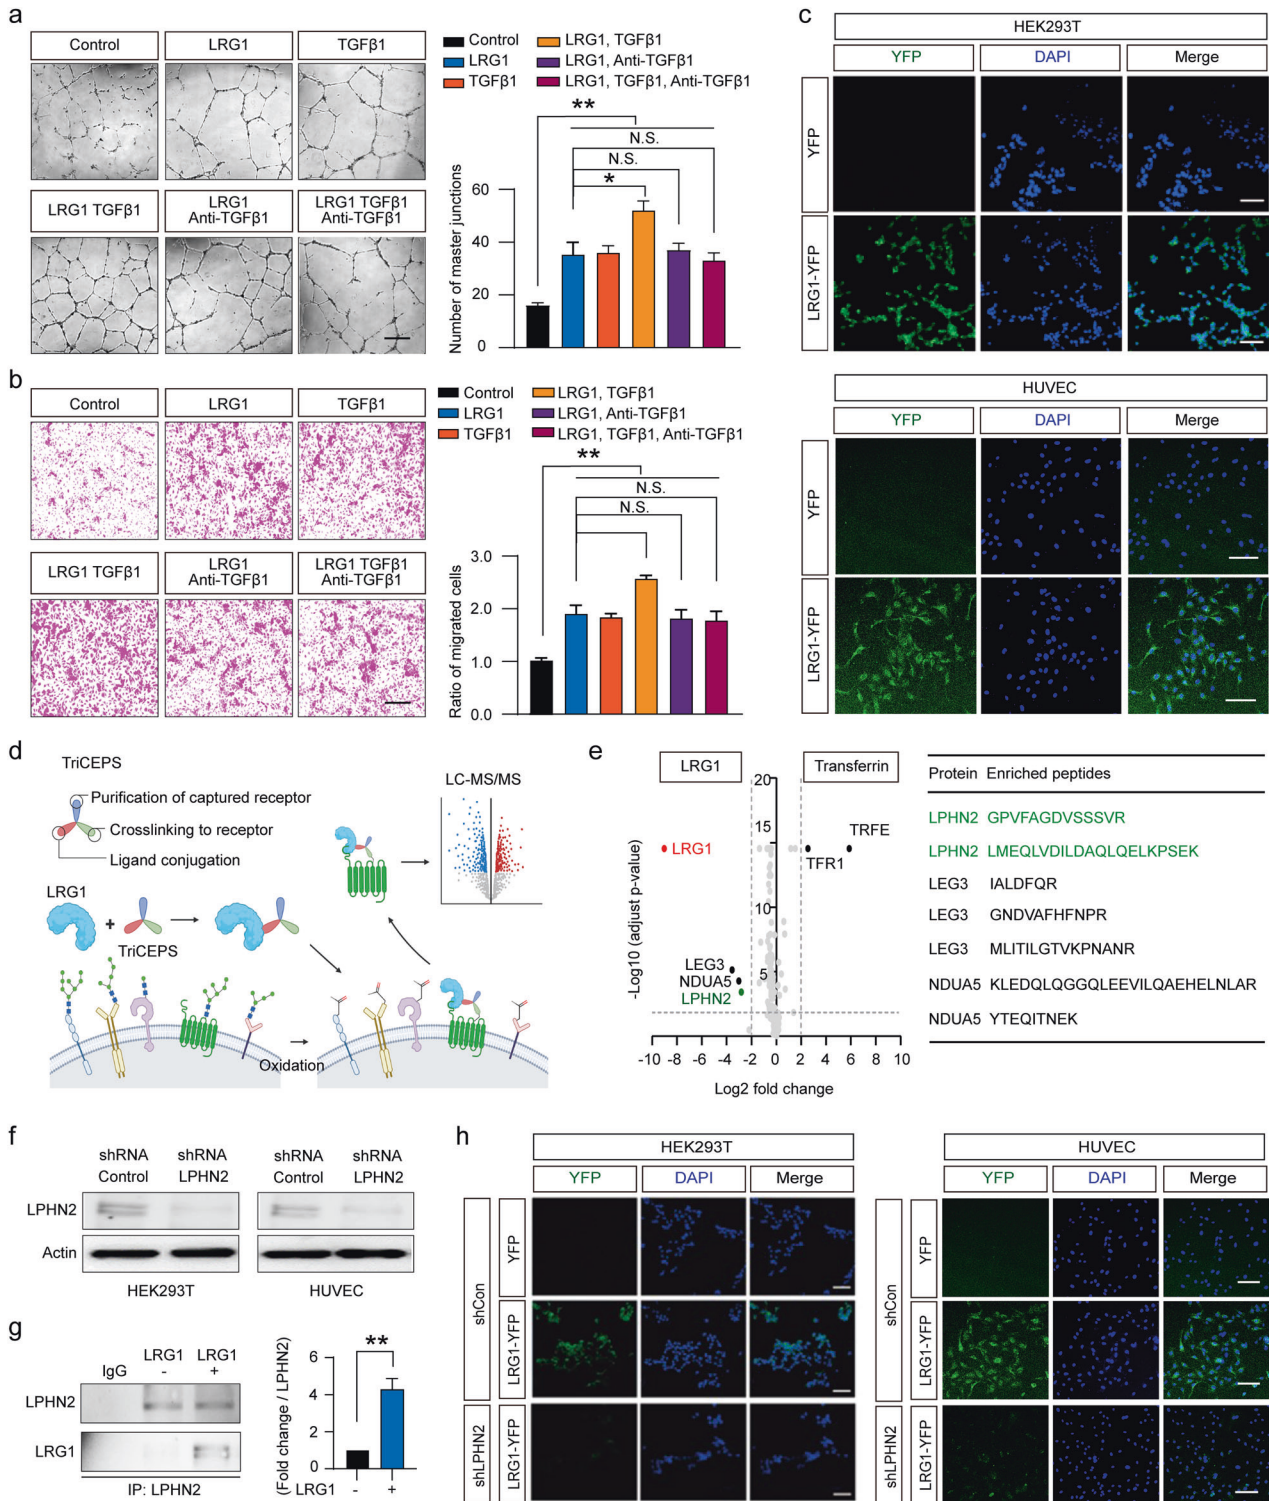 a
Control
LRG1
TGFβ1
LRG1 TGFβ1
LRG1
Anti-TGFβ1
LRG1 TGFβ1
Anti-TGFβ1
Control
LRG1
TGFβ1
LRG1, TGFβ1
LRG1, Anti-TGFβ1
LRG1, TGFβ1, Anti-TGFβ1
**
N.S.
N.S.
*
60
40
20
0
Number of master junctions
b
Control
LRG1
TGFβ1
LRG1 TGFβ1
LRG1
Anti-TGFβ1
LRG1 TGFβ1
Anti-TGFβ1
Control
LRG1
TGFβ1
LRG1, TGFβ1
LRG1, Anti-TGFβ1
LRG1, TGFβ1, Anti-TGFβ1
**
N.S.
N.S.
3.0
2.0
1.0
0.0
Ratio of migrated cells
c
HEK293T
YFP
DAPI
Merge
YFP
LRG1-YFP
HUVEC
YFP
DAPI
Merge
YFP
LRG1-YFP
d
TriCEPS
Purification of captured receptor
Crosslinking to receptor
Ligand conjugation
LRG1
+
TriCEPS
Oxidation
LC-MS/MS
e
LRG1
Transferrin
20
15
10
5
-Log10 (adjust p-value)
LRG1
TRFE
TFR1
LEG3
NDUA5
LPHN2
-10 -8 -6 -4 -2 0 2 4 6 8 10
Log2 fold change
Protein Enriched peptides
LPHN2 GPVFAGDVSSSVR
LPHN2 LMEQLVDILDAQLQELKPSEK
LEG3 IALDFQR
LEG3 GNDVAFHFNPR
LEG3 MLITILGTVKPNANR
NDUA5 KLEDQLQGGQLEEVILQAEHELNLAR
NDUA5 YTEQITNEK
f
shRNA
Control
shRNA
LPHN2
shRNA
Control
shRNA
LPHN2
LPHN2
Actin
HEK293T
HUVEC
g
IgG
LRG1
-
LRG1
+
LPHN2
LRG1
IP: LPHN2
**
6
4
2
0
(Fold change / LPHN2)
LRG1 - +
h
HEK293T
YFP
DAPI
Merge
shCon
YFP
LRG1-YFP
shLPHN2
LRG1-YFP
HUVEC
YFP
DAPI
Merge
shCon
YFP
LRG1-YFP
shLPHN2
LRG1-YFP